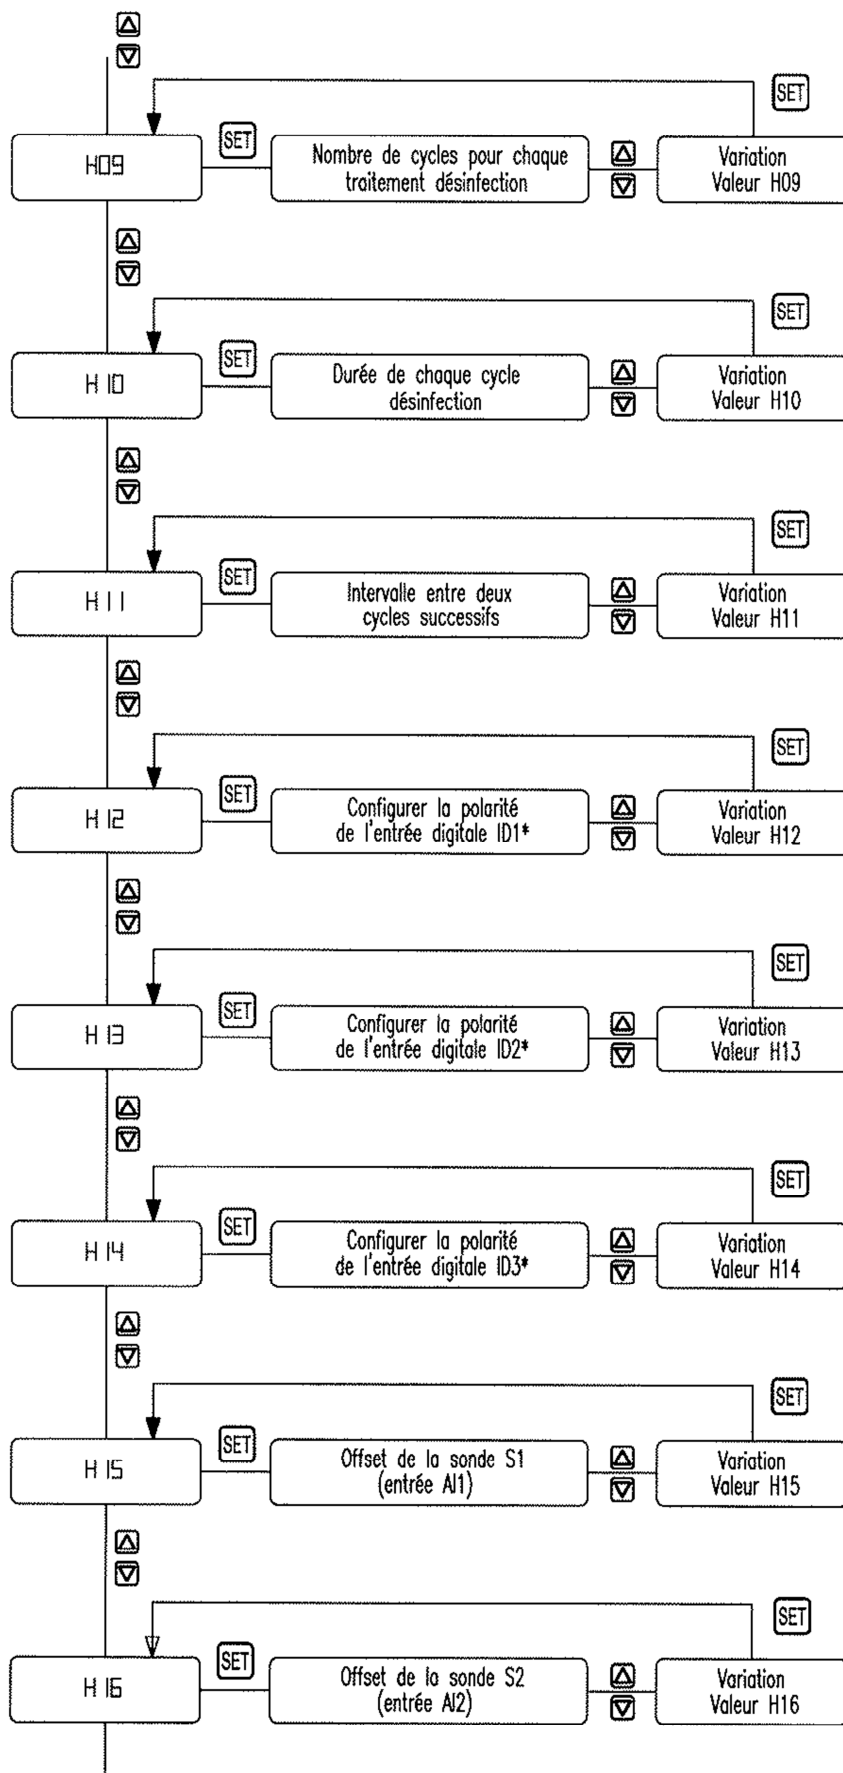 SET
H09
SET
Nombre de cycles pour chaque
traitement désinfection
Variation
Valeur H09
SET
H10
SET
Durée de chaque cycle
désinfection
Variation
Valeur H10
SET
H11
SET
Intervalle entre deux
cycles successifs
Variation
Valeur H11
SET
H12
SET
Configurer la polarité
de l'entrée digitale ID1*
Variation
Valeur H12
SET
H13
SET
Configurer la polarité
de l'entrée digitale ID2*
Variation
Valeur H13
SET
H14
SET
Configurer la polarité
de l'entrée digitale ID3*
Variation
Valeur H14
SET
H15
SET
Offset de la sonde S1
(entrée AI1)
Variation
Valeur H15
SET
H16
SET
Offset de la sonde S2
(entrée AI2)
Variation
Valeur H16